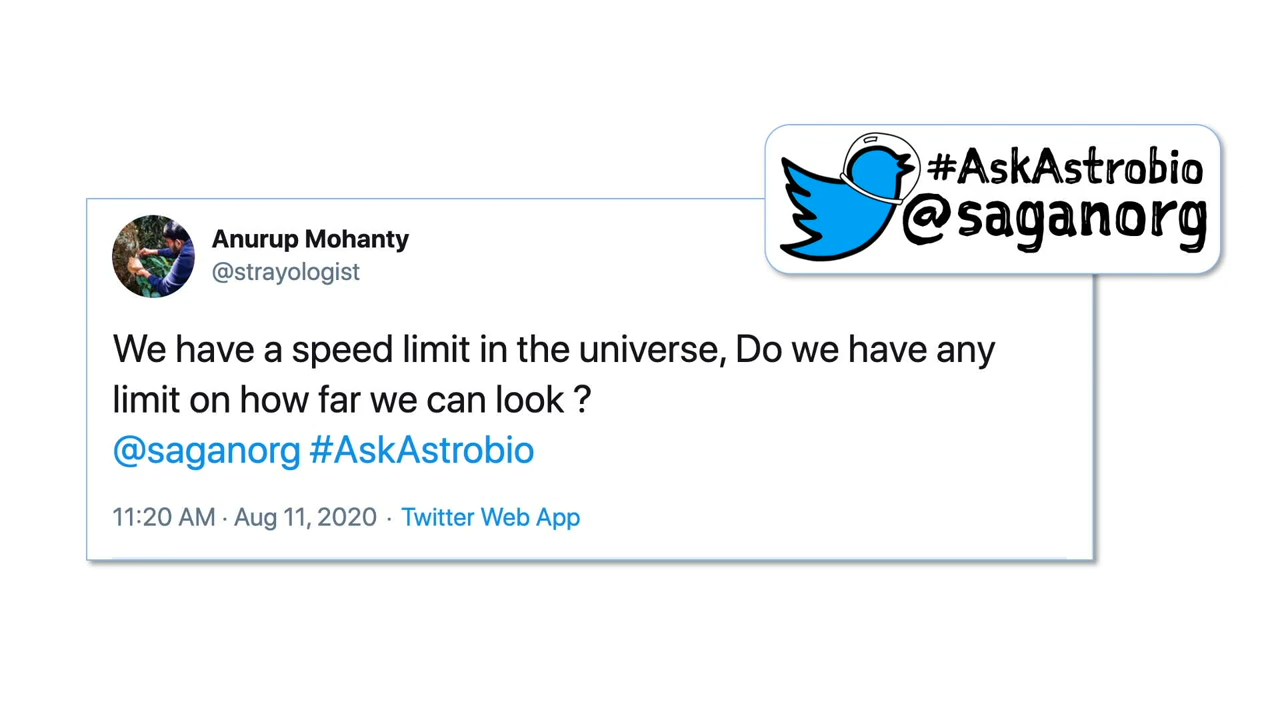 #AskAstrobio
@saganorg
Anurup Mohanty
@strayologist
We have a speed limit in the universe, Do we have any
limit on how far we can look ?
@saganorg #AskAstrobio
11:20 AM · Aug 11, 2020 · Twitter Web App